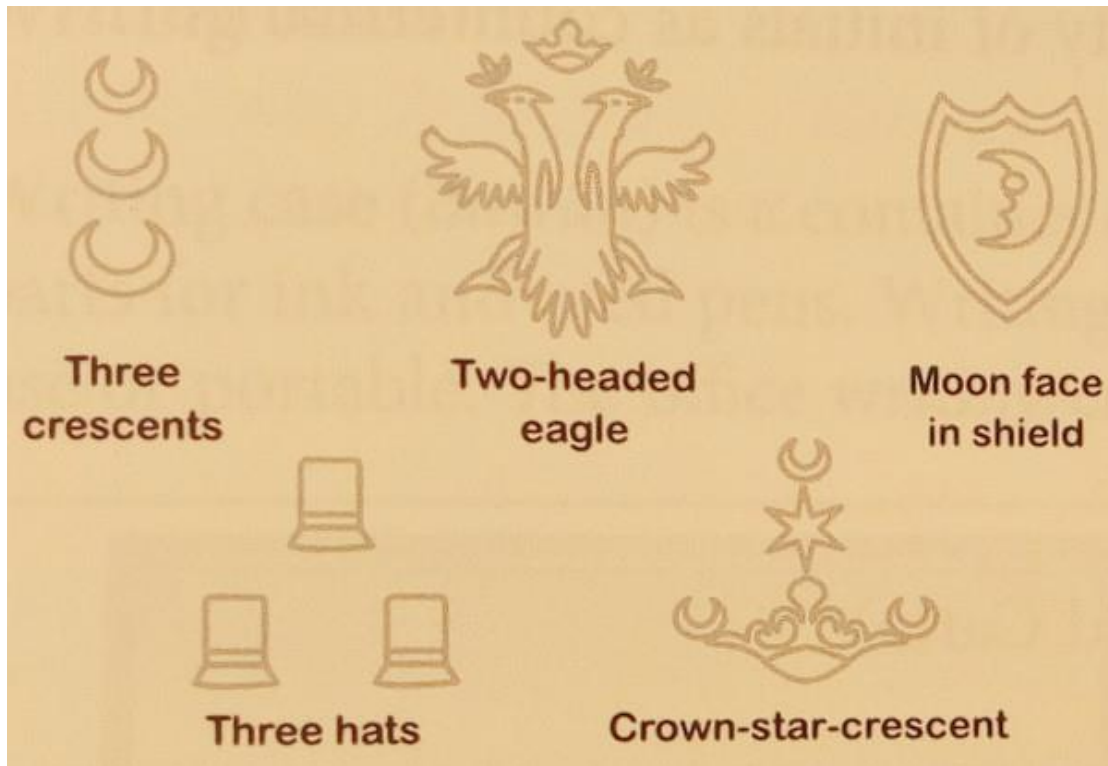 Three
crescents
Two-headed
eagle
Moon face
in shield
Three hats
Crown-star-crescent